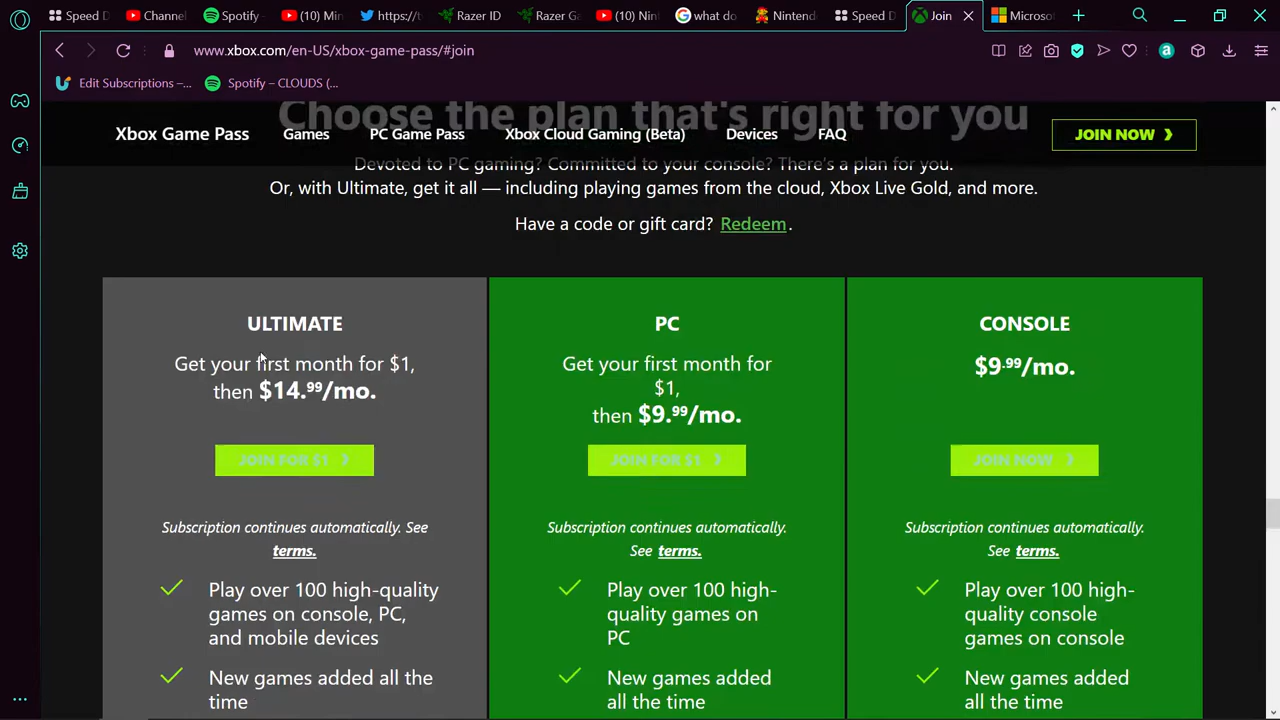 Speed D
Channel
Spotify -
(10) Min
https://t
Razer ID
Razer Ga
(10) Nin
what do
Nintend
Speed D
Join
Microso
www.xbox.com/en-US/xbox-game-pass/#join
Edit Subscriptions –...
Spotify – CLOUDS (...
Choose the plan that's right for you
Xbox Game Pass
Games
PC Game Pass
Xbox Cloud Gaming (Beta)
Devices
FAQ
JOIN NOW
Devoted to PC gaming? Committed to your console? There's a plan for you.
Or, with Ultimate, get it all — including playing games from the cloud, Xbox Live Gold, and more.
Have a code or gift card? Redeem.
ULTIMATE
Get your first month for $1,
then $14.99/mo.
JOIN FOR $1
Subscription continues automatically. See
terms.
Play over 100 high-quality
games on console, PC,
and mobile devices
New games added all the
time
PC
Get your first month for
$1,
then $9.99/mo.
JOIN FOR $1
Subscription continues automatically.
See terms.
Play over 100 high-
quality games on
PC
New games added
all the time
CONSOLE
$9.99/mo.
JOIN NOW
Subscription continues automatically.
See terms.
Play over 100 high-
quality console
games on console
New games added
all the time